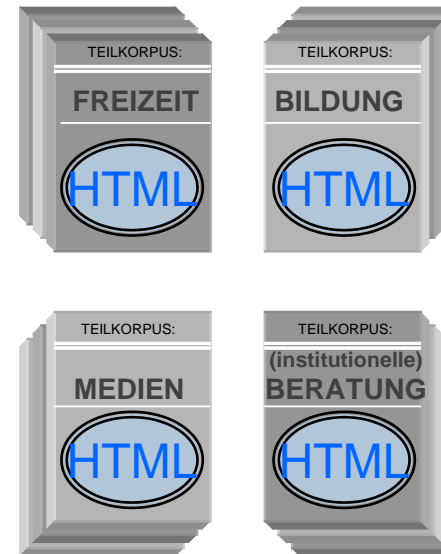 TEILKORPUS:
FREIZEIT
HTML
TEILKORPUS:
BILDUNG
HTML
TEILKORPUS:
MEDIEN
HTML
TEILKORPUS:
(institutionelle)
BERATUNG
HTML